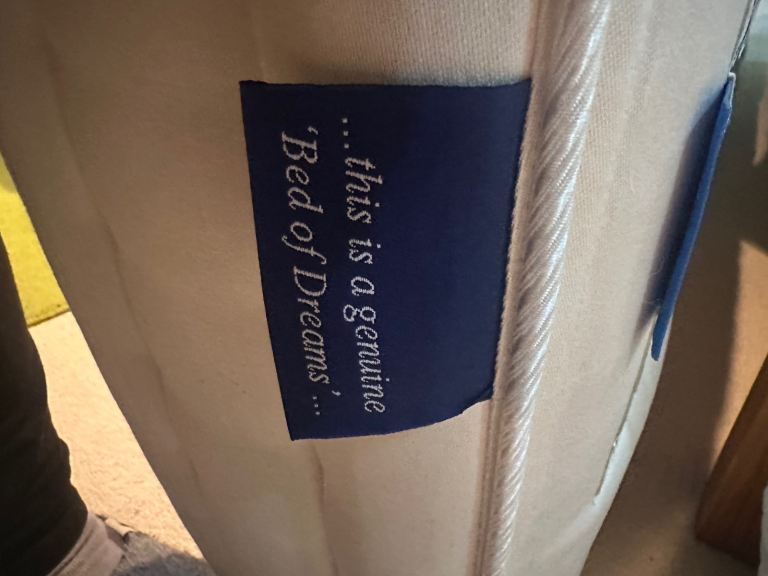 ...this is a genuine
'Bed of Dreams'...